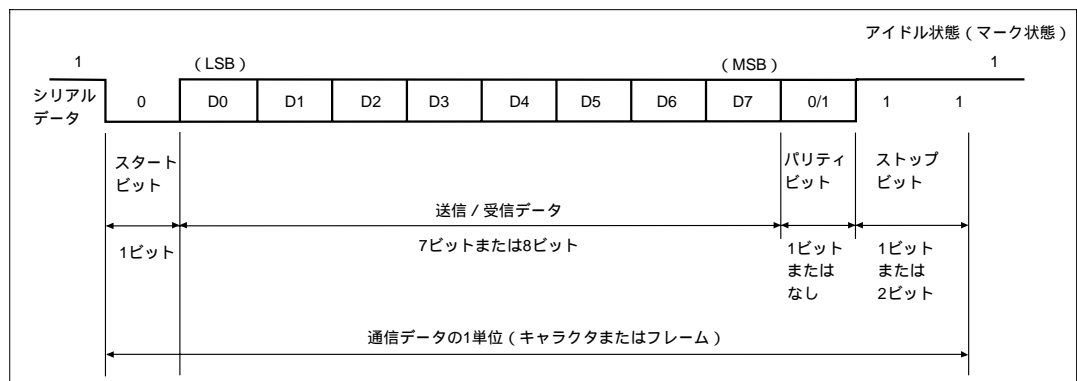 アイドル状態(マーク状態)
1 (LSB) (MSB) 1
シリアル
データ
0 D0 D1 D2 D3 D4 D5 D6 D7 0/1 1 1
スタート
ビット
パリティ
ビット
ストップ
ビット
送信/受信データ
1ビット
7ビットまたは8ビット
1ビット
または
なし
1ビット
または
2ビット
通信データの1単位(キャラクタまたはフレーム)